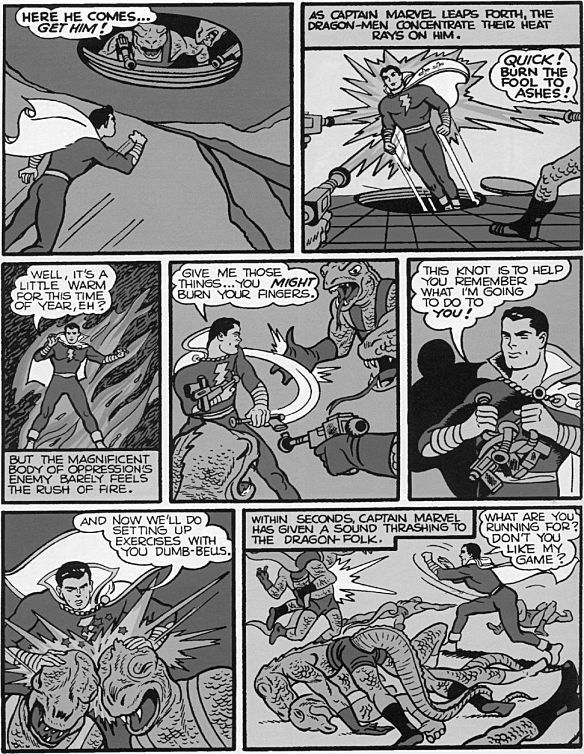 HERE HE COMES...
GET HIM!
AS CAPTAIN MARVEL LEAPS FORTH, THE
DRAGON-MEN CONCENTRATE THEIR HEAT
RAYS ON HIM.
QUICK!
BURN THE
FOOL TO
ASHES!
WELL, IT'S A
LITTLE WARM
FOR THIS TIME
OF YEAR, EH?
BUT THE MAGNIFICENT
BODY OF OPPRESSION'S
ENEMY BARELY FEELS
THE RUSH OF FIRE.
GIVE ME THOSE
THINGS...YOU MIGHT
BURN YOUR FINGERS.
THIS KNOT IS TO HELP
YOU REMEMBER
WHAT I'M GOING
TO DO TO
YOU!
AND NOW WE'LL DO
SETTING UP
EXERCISES WITH
YOU DUMB-BELLS.
WITHIN SECONDS, CAPTAIN MARVEL
HAS GIVEN A SOUND THRASHING TO
THE DRAGON-FOLK.
WHAT ARE YOU
RUNNING FOR?
DON'T YOU
LIKE MY
GAME?